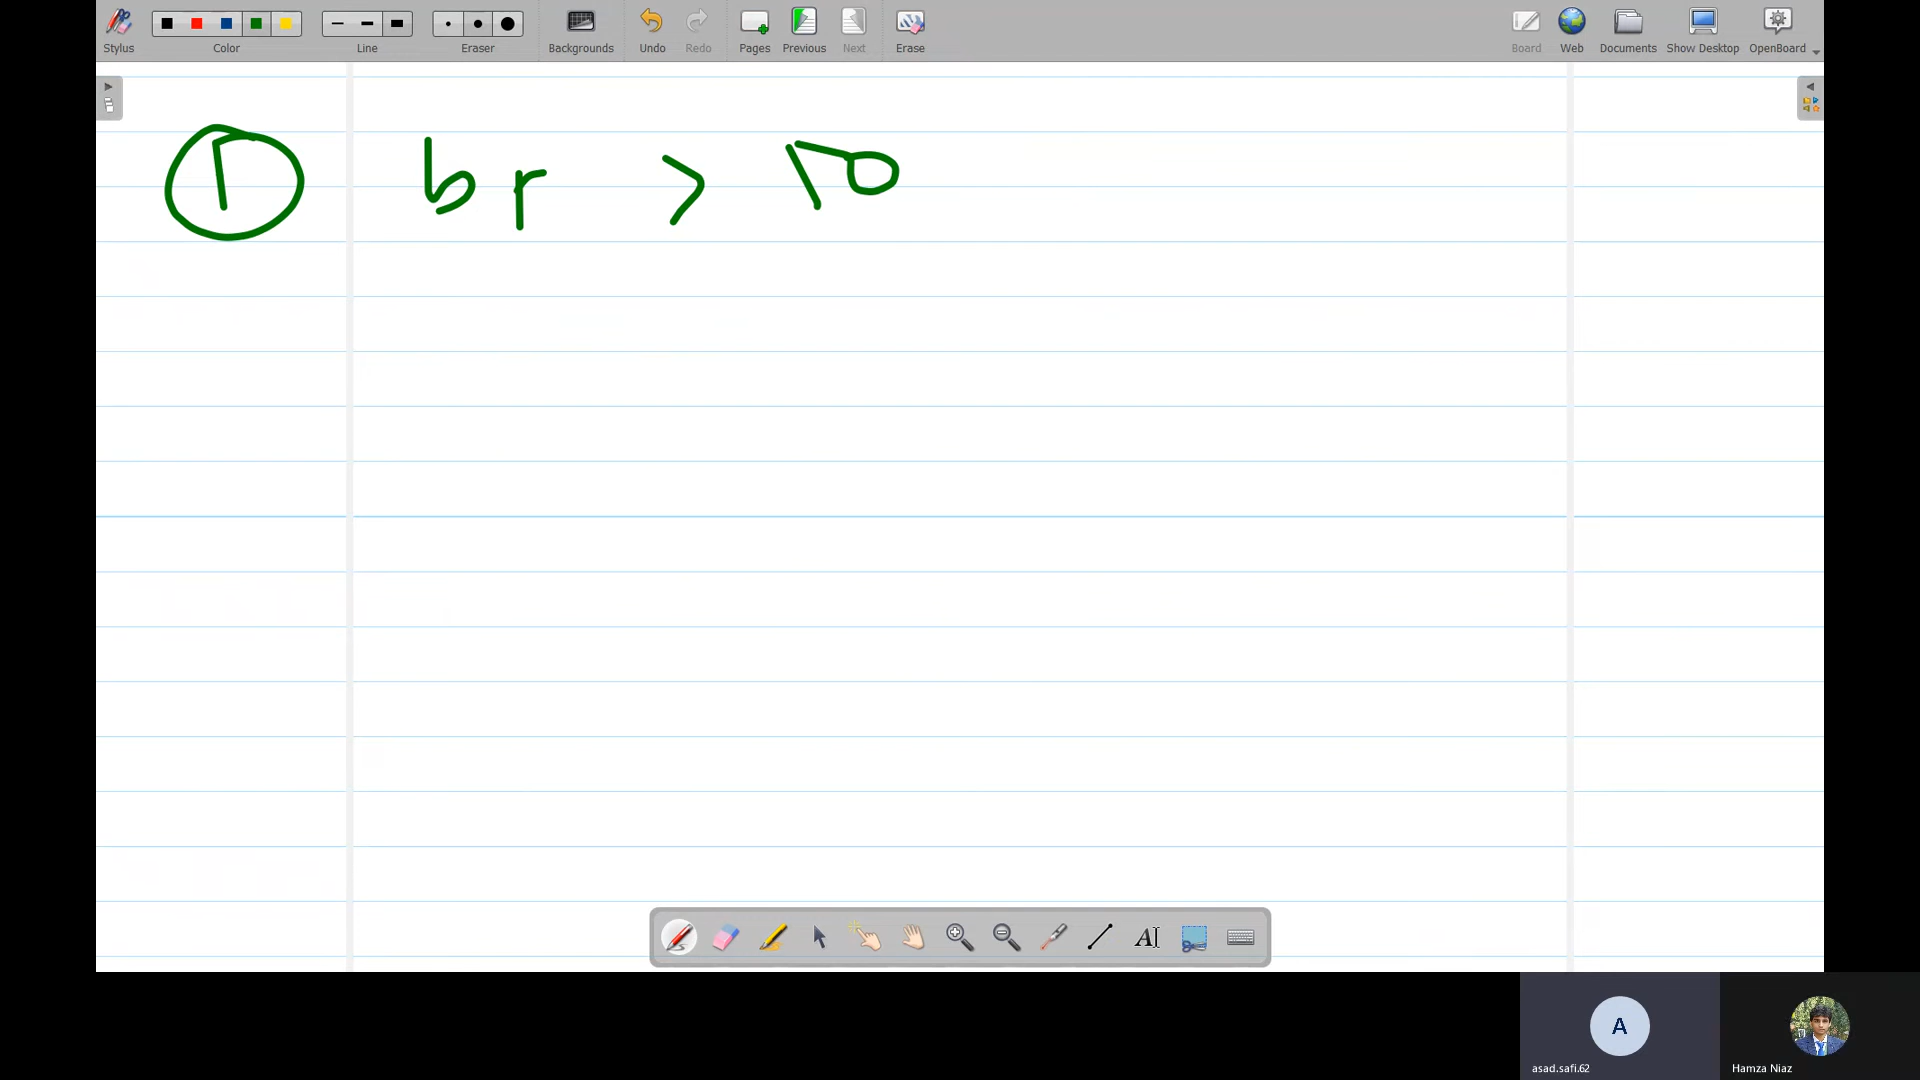 Stylus
Color
Line
Eraser
Backgrounds
Undo
Redo
Pages
Previous
Next
Erase
Board
Web
Documents
Show Desktop
OpenBoard
1 br > 10
AI
A
asad.safi.62
Hamza Niaz